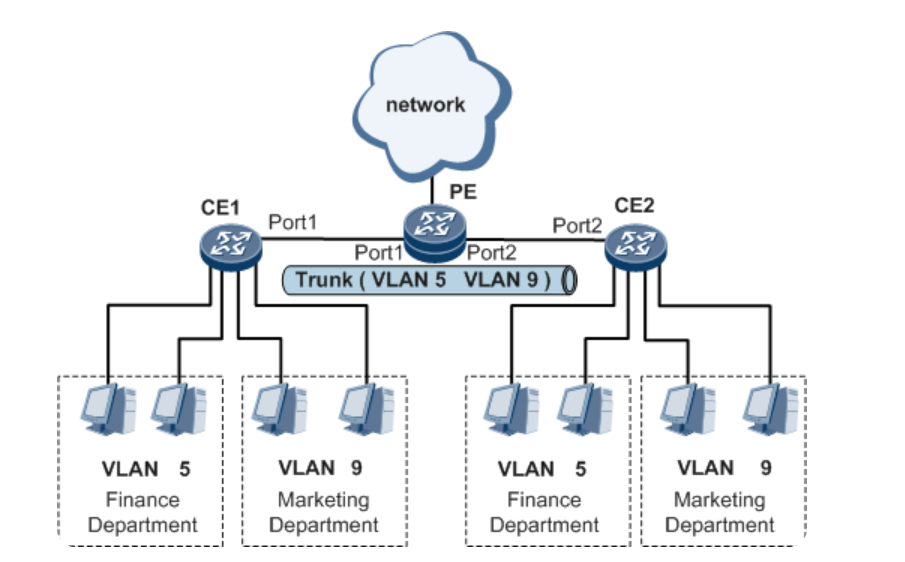 network
PE
CE1
CE2
Port1
Port2
Port1
Port2
Trunk ( VLAN 5 VLAN 9 )
VLAN 5
Finance
Department
VLAN 9
Marketing
Department
VLAN 5
Finance
Department
VLAN 9
Marketing
Department